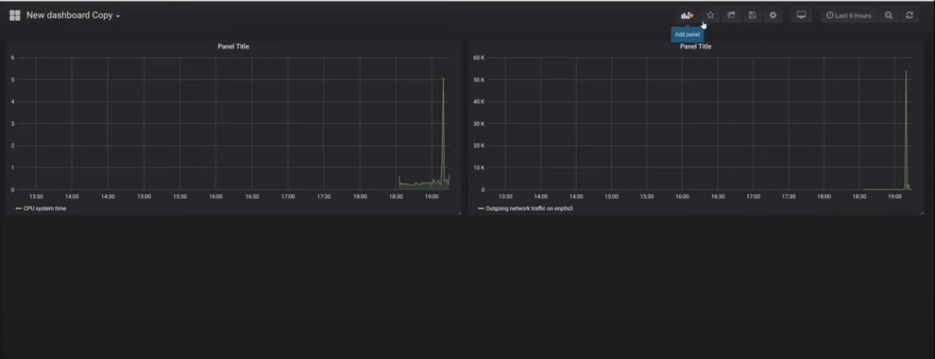 New dashboard Copy
Last 6 hours
Add panel
Panel Title
6
5
4
3
2
1
0
13:30 14:00 14:30 15:00 15:30 16:00 16:30 17:00 17:30 18:00 18:30 19:00
CPU system time
Panel Title
60 K
50 K
40 K
30 K
20 K
10 K
0
13:30 14:00 14:30 15:00 15:30 16:00 16:30 17:00 17:30 18:00 18:30 19:00
Outgoing network traffic on enp0s3